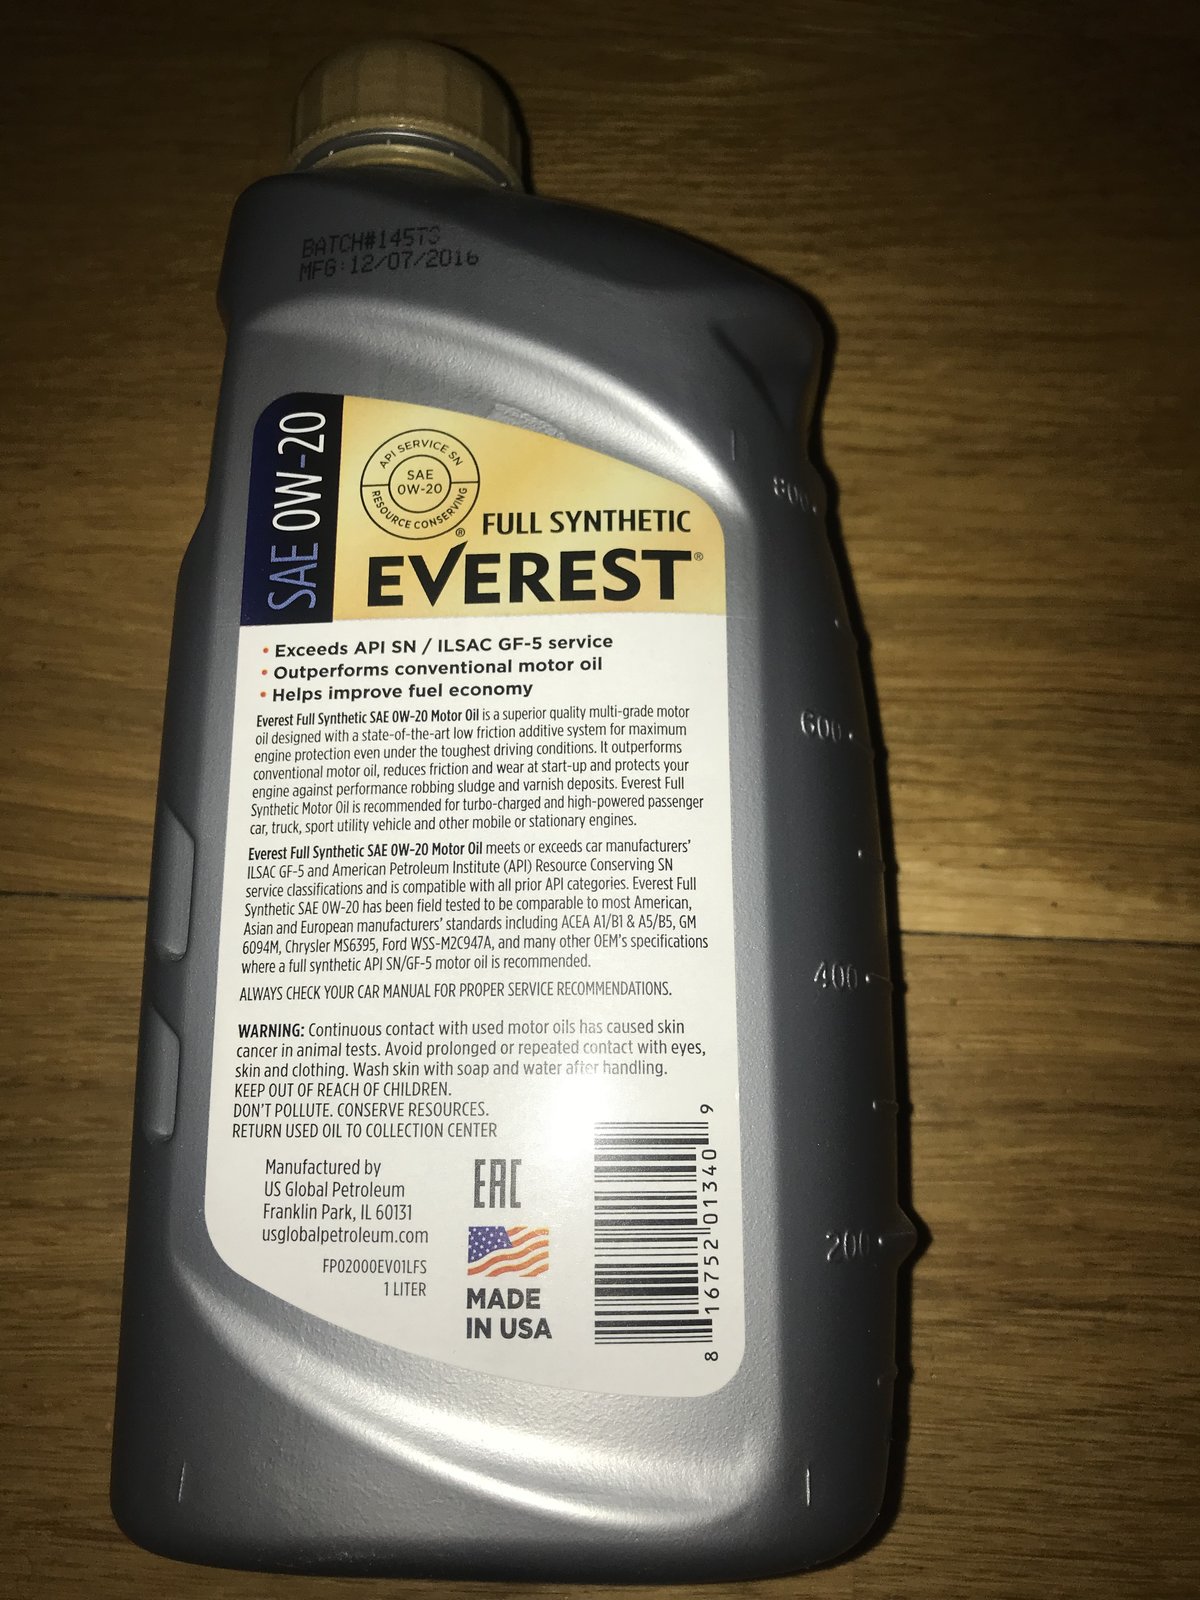 BATCH#145TS
MFG:12/07/2016
SAE 0W-20
API SERVICE SN
SAE
0W-20
RESOURCE CONSERVING
®
FULL SYNTHETIC
EVEREST®
• Exceeds API SN / ILSAC GF-5 service
• Outperforms conventional motor oil
• Helps improve fuel economy
Everest Full Synthetic SAE 0W-20 Motor Oil is a superior quality multi-grade motor
oil designed with a state-of-the-art low friction additive system for maximum
engine protection even under the toughest driving conditions. It outperforms
conventional motor oil, reduces friction and wear at start-up and protects your
engine against performance robbing sludge and varnish deposits. Everest Full
Synthetic Motor Oil is recommended for turbo-charged and high-powered passenger
car, truck, sport utility vehicle and other mobile or stationary engines.
Everest Full Synthetic SAE 0W-20 Motor Oil meets or exceeds car manufacturers'
ILSAC GF-5 and American Petroleum Institute (API) Resource Conserving SN
service classifications and is compatible with all prior API categories. Everest Full
Synthetic SAE 0W-20 has been field tested to be comparable to most American,
Asian and European manufacturers' standards including ACEA A1/B1 & A5/B5, GM
6094M, Chrysler MS6395, Ford WSS-M2C947A, and many other OEM's specifications
where a full synthetic API SN/GF-5 motor oil is recommended.
ALWAYS CHECK YOUR CAR MANUAL FOR PROPER SERVICE RECOMMENDATIONS.
WARNING: Continuous contact with used motor oils has caused skin
cancer in animal tests. Avoid prolonged or repeated contact with eyes,
skin and clothing. Wash skin with soap and water after handling.
KEEP OUT OF REACH OF CHILDREN.
DON'T POLLUTE. CONSERVE RESOURCES.
RETURN USED OIL TO COLLECTION CENTER
Manufactured by
US Global Petroleum
Franklin Park, IL 60131
usglobalpetroleum.com
FP02000EV01LFS
1 LITER
EAC
MADE
IN USA
8 16752 01340 9
800
600
400
200